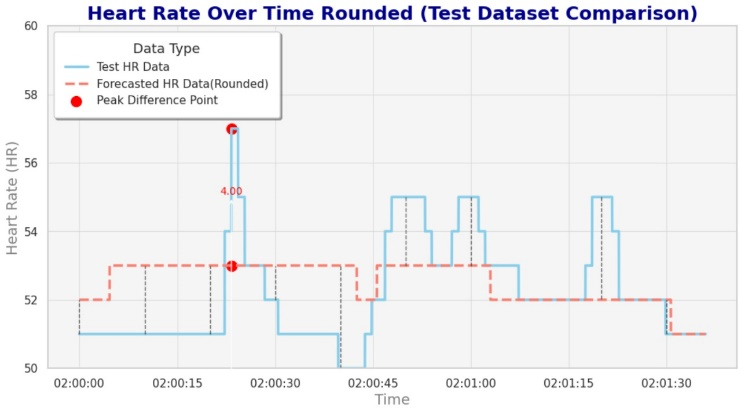 Heart Rate Over Time Rounded (Test Dataset Comparison)
60
58
56
54
52
50
Heart Rate (HR)
Data Type
Test HR Data
Forecasted HR Data(Rounded)
Peak Difference Point
4.00
02:00:00 02:00:15 02:00:30 02:00:45 02:01:00 02:01:15 02:01:30
Time